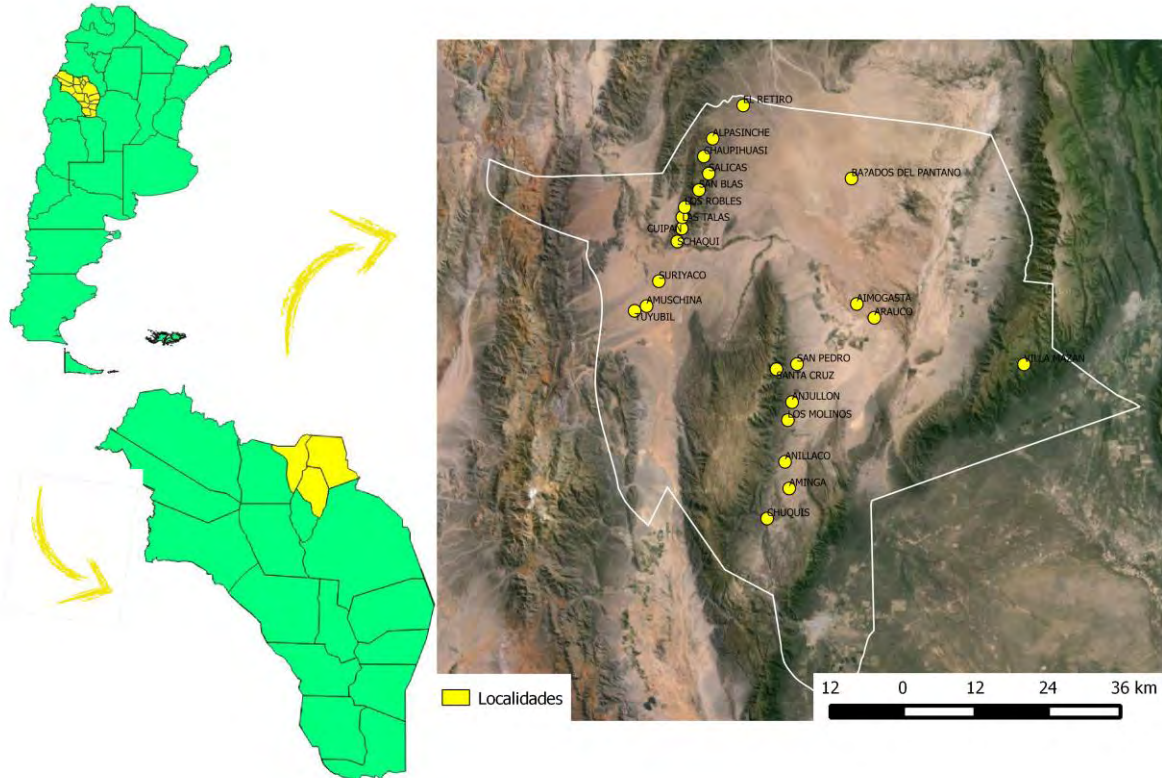 EL RETIRO
ALPASINCHE
CHAUPIHUASI
SALICAS
BA?ADOS DEL PANTANO
SAN BLAS
LOS ROBLES
LAS TALAS
CUIPAN
SCHAQUI
SURIYACO
AMUSCHINA
TUYUBIL
AIMOGASTA
ARAUCO
SAN PEDRO
SANTA CRUZ
VILLA MAZAN
ANJULLON
LOS MOLINOS
ANILLACO
AMINGA
CHUQUIS
Localidades
12 0 12 24 36 km